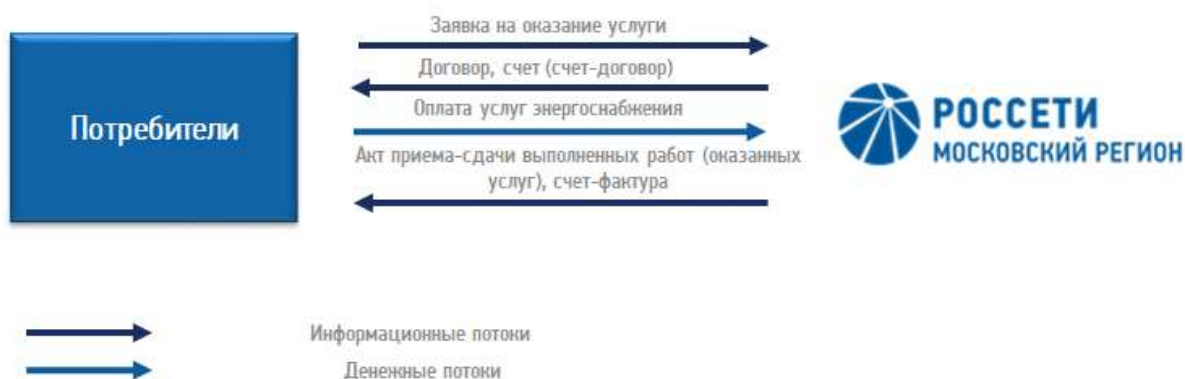 Заявка на оказание услуги
Договор, счет (счет-договор)
Потребители
Оплата услуг энергоснабжения
Акт приема-сдачи выполненных работ (оказанных
услуг), счет-фактура
РОССЕТИ
МОСКОВСКИЙ РЕГИОН
Информационные потоки
Денежные потоки